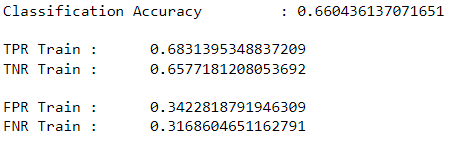 Classification Accuracy : 0.660436137071651
TPR Train : 0.6831395348837209
TNR Train : 0.6577181208053692
FPR Train : 0.3422818791946309
FNR Train : 0.3168604651162791